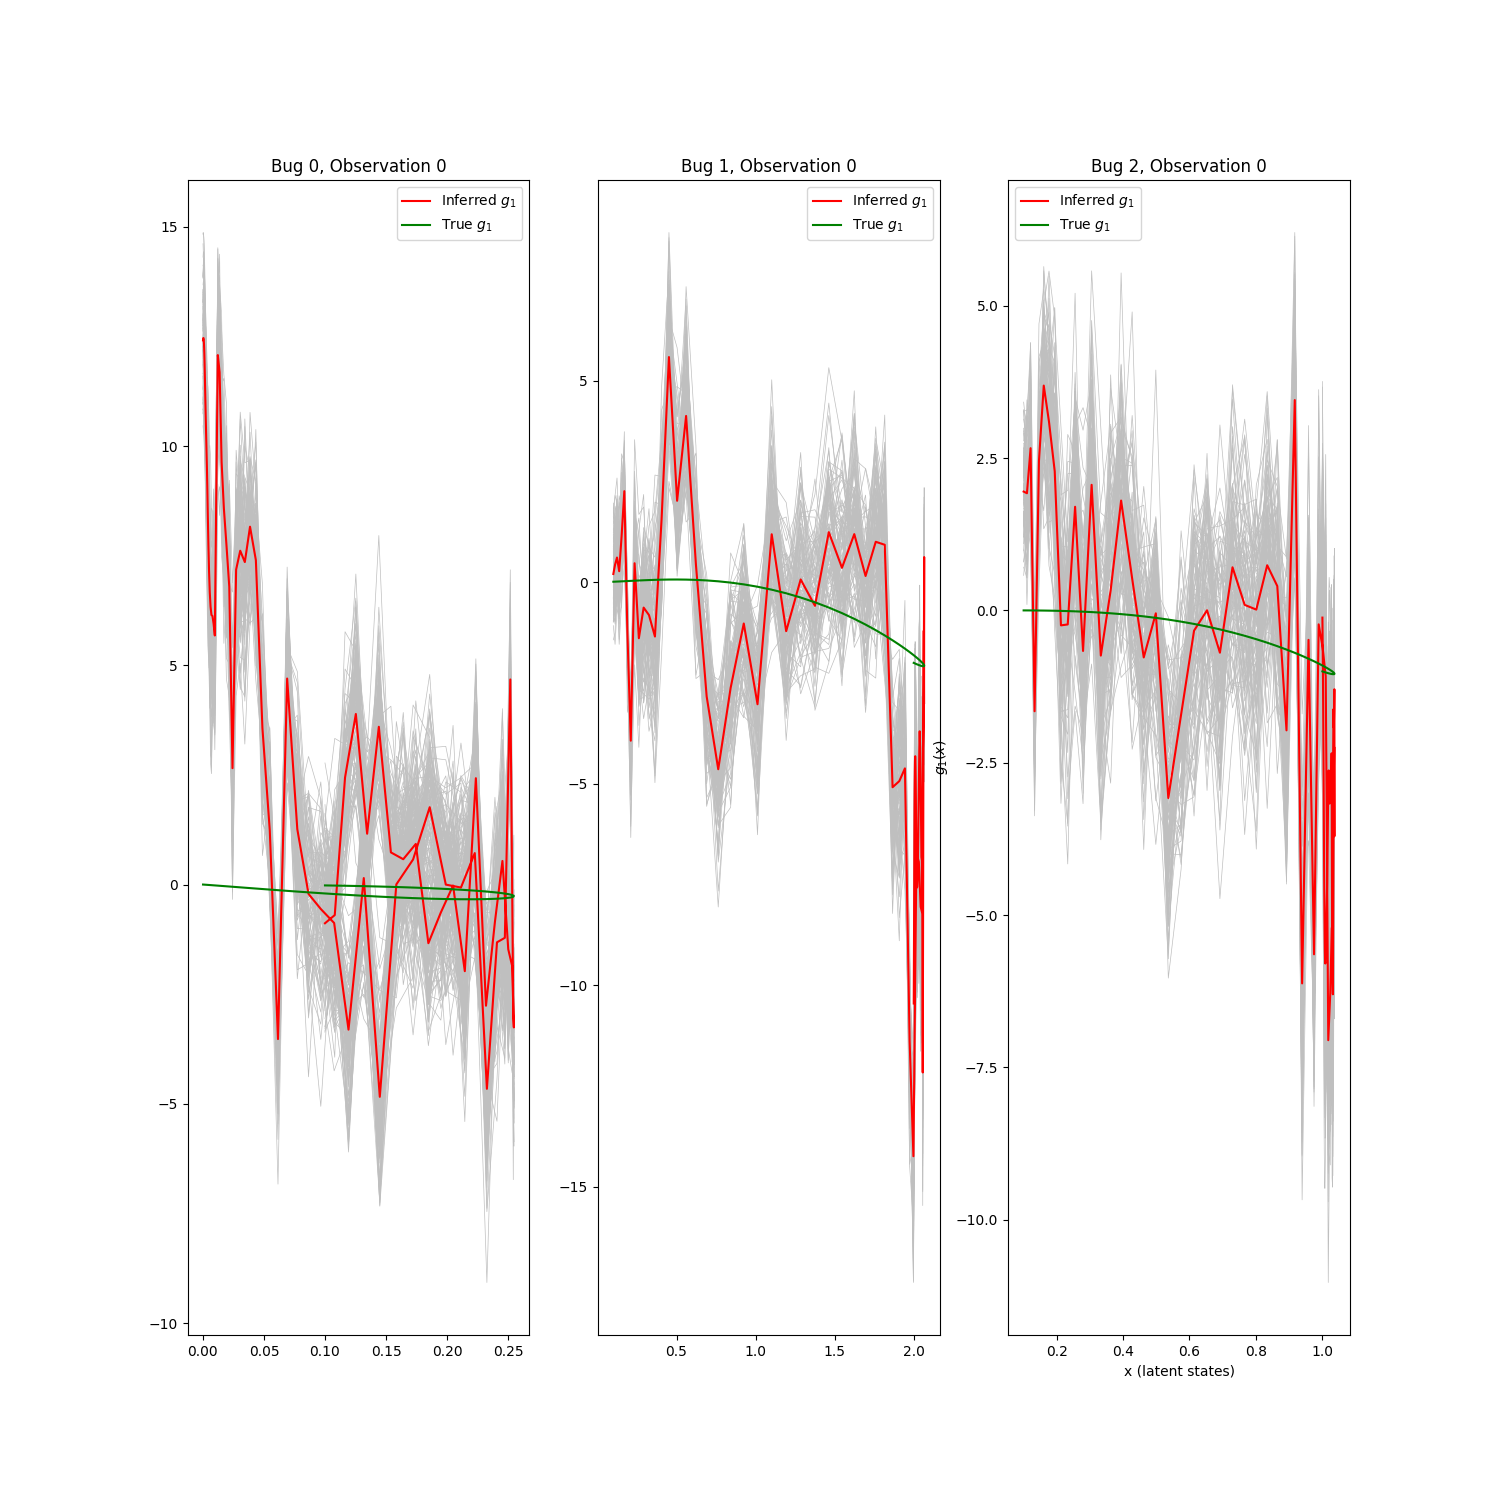 Bug 0, Observation 0
Inferred g₁
True g₁
15
10
5
0
−5
−10
0.00 0.05 0.10 0.15 0.20 0.25
Bug 1, Observation 0
Inferred g₁
True g₁
5
0
−5
−10
−15
0.5 1.0 1.5 2.0
Bug 2, Observation 0
Inferred g₁
True g₁
g₁(x)
5.0
2.5
0.0
−2.5
−5.0
−7.5
−10.0
0.2 0.4 0.6 0.8 1.0
x (latent states)